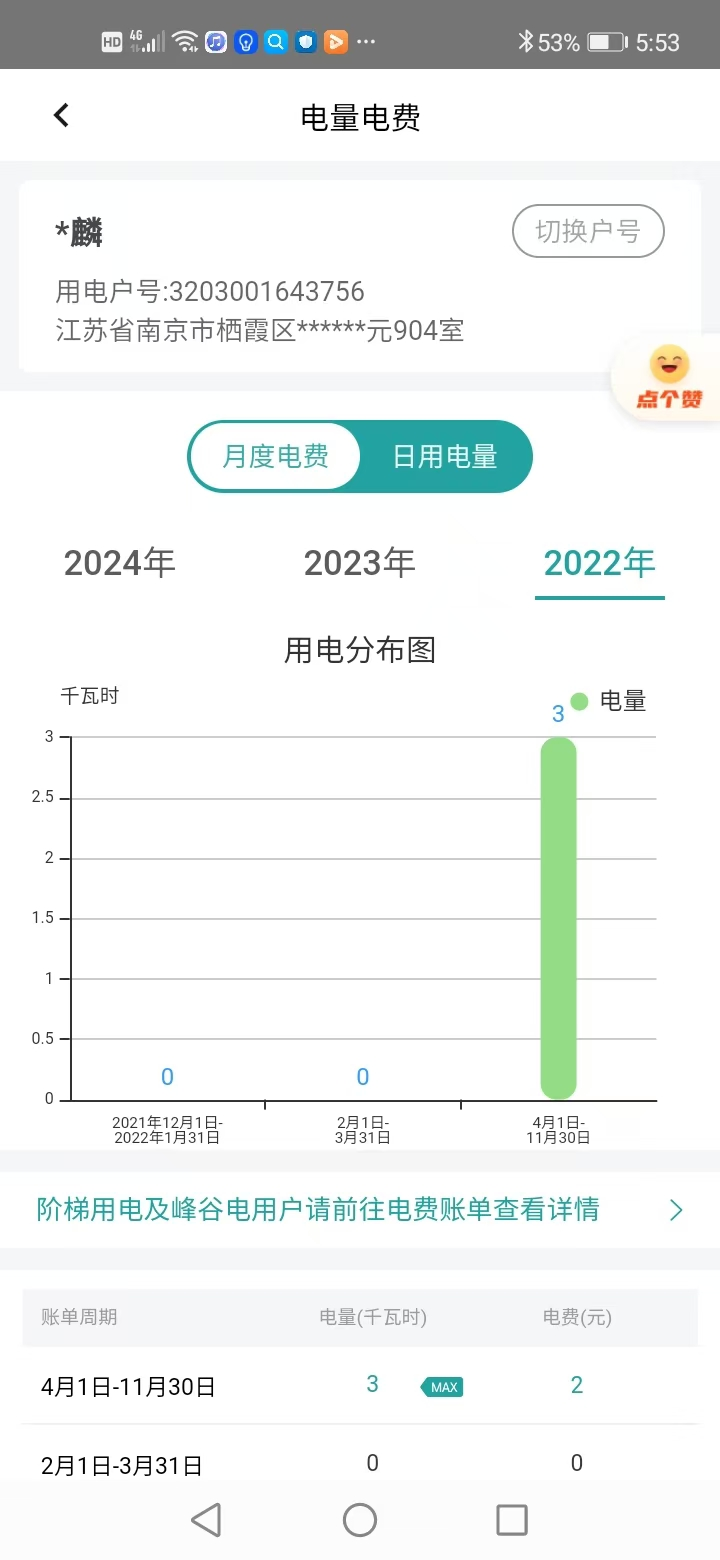 HD 4G 53% 5:53
电量电费
*麟
切换户号
用电户号:3203001643756
江苏省南京市栖霞区******元904室
点个赞
月度电费 日用电量
2024年 2023年 2022年
用电分布图
千瓦时
电量
3
3
2.5
2
1.5
1
0.5
0
0 0
2021年12月1日-
2022年1月31日
2月1日-
3月31日
4月1日-
11月30日
阶梯用电及峰谷电用户请前往电费账单查看详情
账单周期 电量(千瓦时) 电费(元)
4月1日-11月30日 3 MAX 2
2月1日-3月31日 0 0